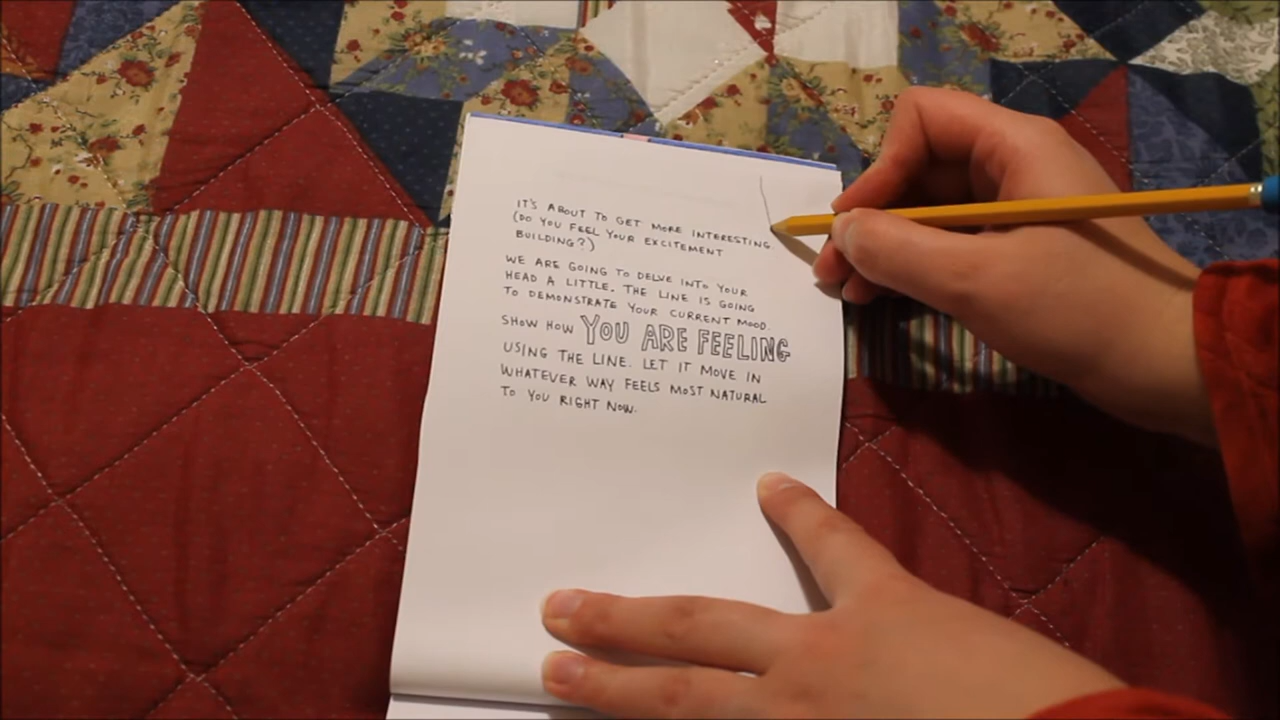 IT'S ABOUT TO GET MORE INTERESTING.
(DO YOU FEEL YOUR EXCITEMENT
BUILDING?)
WE ARE GOING TO DELVE INTO YOUR
HEAD A LITTLE. THE LINE IS GOING
TO DEMONSTRATE YOUR CURRENT MOOD.
SHOW HOW YOU ARE FEELING
USING THE LINE. LET IT MOVE IN
WHATEVER WAY FEELS MOST NATURAL
TO YOU RIGHT NOW.